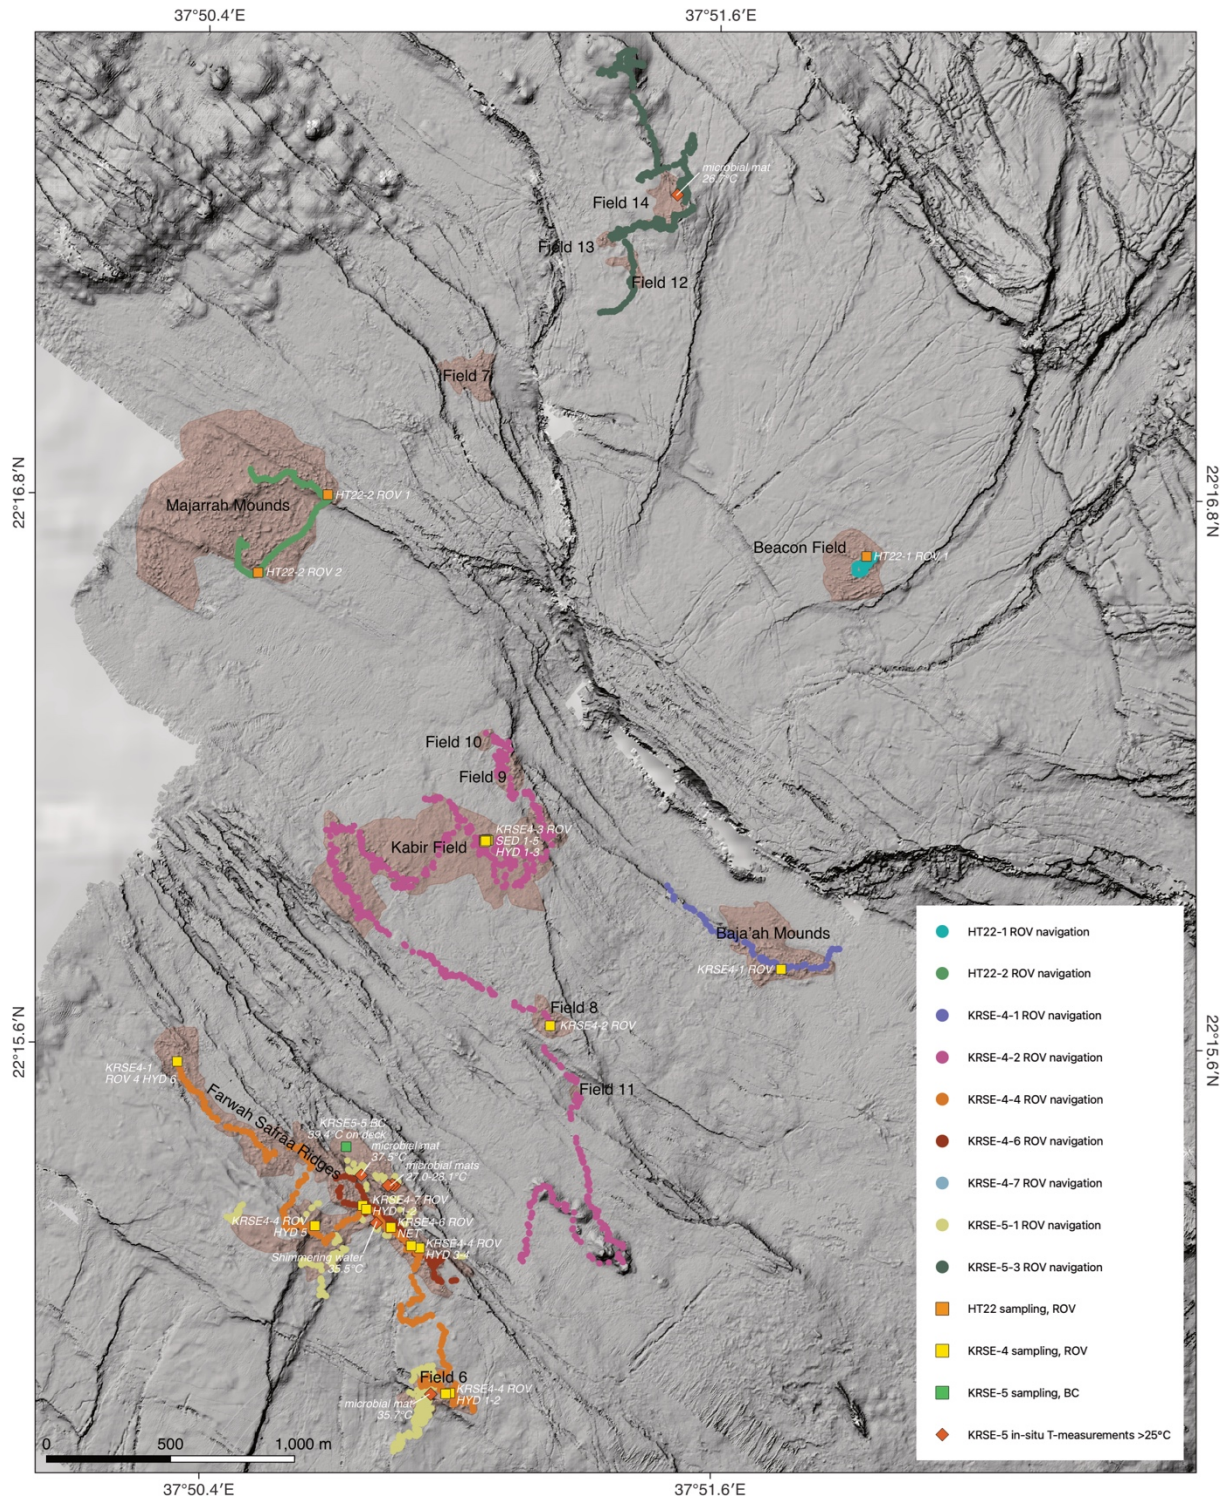 37°50.4′E
37°51.6′E
microbial mat
26.7°C
Field 14
Field 13
Field 12
Field 7
22°16.8′N
22°16.8′N
Majarrah Mounds
HT22-2 ROV 1
HT22-2 ROV 2
Beacon Field
HT22-1 ROV 1
Field 10
Field 9
KRSE4-3 ROV
SED 1-5
HYD 1-3
Kabir Field
Baja’ah Mounds
KRSE4-1 ROV
Field 8
KRSE4-2 ROV
22°15.6′N
22°15.6′N
KRSE4-1
ROV 4 HYD 6
Field 11
Farwah Safraa Ridges
KRSE5-5 BC
39.4°C on deck
microbial mat
37.5°C
microbial mats
27.0-28.1°C
KRSE4-7 ROV
HYD 1-2
KRSE4-4 ROV
HYD 5
KRSE4-6 ROV
NET
KRSE4-4 ROV
HYD 3-4
Shimmering water
35.5°C
Field 6
KRSE4-4 ROV
HYD 1-2
microbial mat
35.7°C
HT22-1 ROV navigation
HT22-2 ROV navigation
KRSE-4-1 ROV navigation
KRSE-4-2 ROV navigation
KRSE-4-4 ROV navigation
KRSE-4-6 ROV navigation
KRSE-4-7 ROV navigation
KRSE-5-1 ROV navigation
KRSE-5-3 ROV navigation
HT22 sampling, ROV
KRSE-4 sampling, ROV
KRSE-5 sampling, BC
KRSE-5 in-situ T-measurements >25°C
0
500
1,000 m
37°50.4′E
37°51.6′E